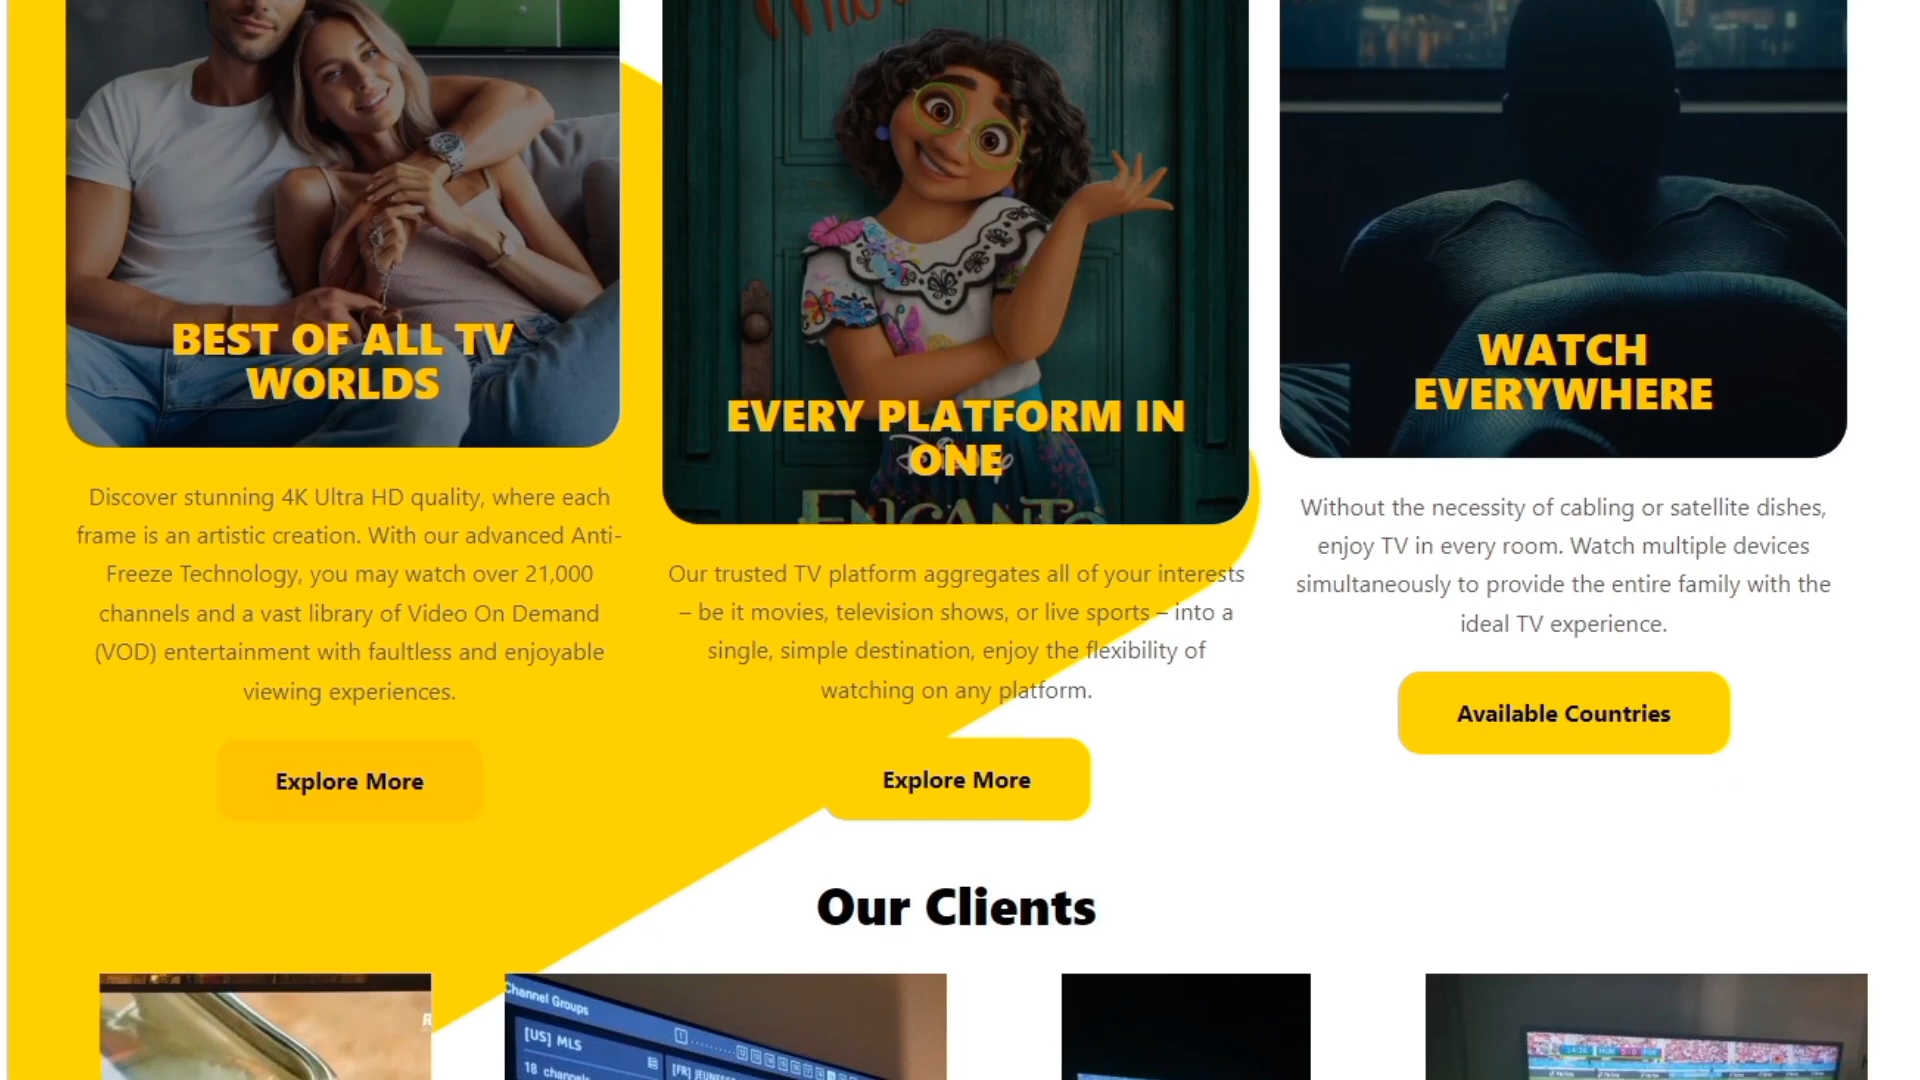 BEST OF ALL TV
WORLDS
Discover stunning 4K Ultra HD quality, where each
frame is an artistic creation. With our advanced Anti-
Freeze Technology, you may watch over 21,000
channels and a vast library of Video On Demand
(VOD) entertainment with faultless and enjoyable
viewing experiences.
Explore More
EVERY PLATFORM IN
ONE
Disney
ENCANTO
Our trusted TV platform aggregates all of your interests
– be it movies, television shows, or live sports – into a
single, simple destination, enjoy the flexibility of
watching on any platform.
Explore More
WATCH
EVERYWHERE
Without the necessity of cabling or satellite dishes,
enjoy TV in every room. Watch multiple devices
simultaneously to provide the entire family with the
ideal TV experience.
Available Countries
Our Clients
Channel Groups
[US] MLS
18 channels
[FR]